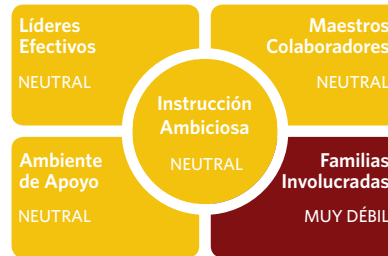 Líderes
Efectivos
NEUTRAL
Maestros
Colaboradores
NEUTRAL
Instrucción
Ambiciosa
NEUTRAL
Ambiente
de Apoyo
NEUTRAL
Familias
Involucradas
MUY DÉBIL